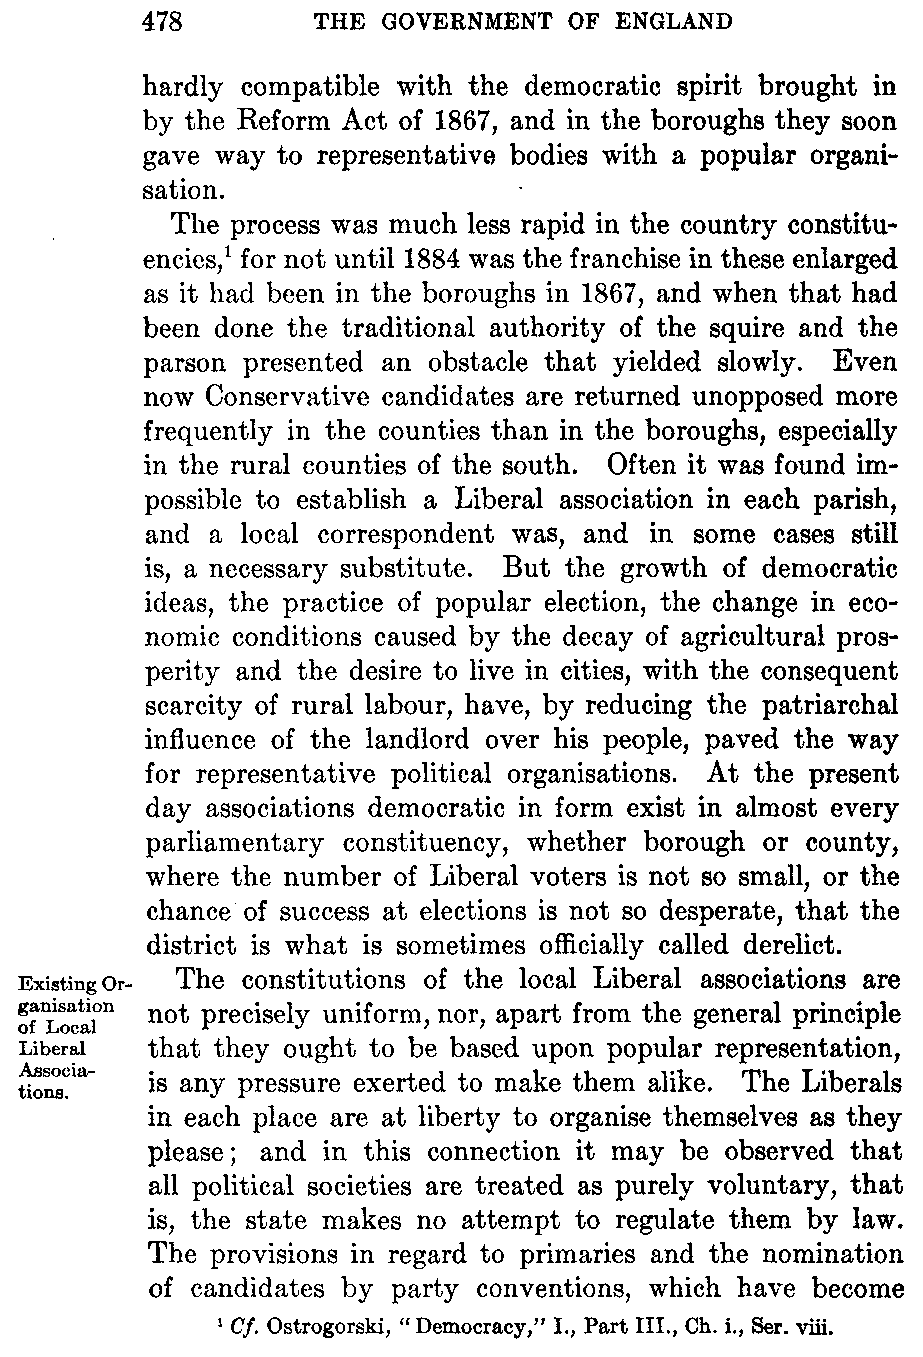 478 THE GOVERNMENT OF ENGLAND
hardly compatible with the democratic spirit brought in
by the Reform Act of 1867, and in the boroughs they soon
gave way to representative bodies with a popular organi-
sation.
The process was much less rapid in the country constitu-
encies,¹ for not until 1884 was the franchise in these enlarged
as it had been in the boroughs in 1867, and when that had
been done the traditional authority of the squire and the
parson presented an obstacle that yielded slowly. Even
now Conservative candidates are returned unopposed more
frequently in the counties than in the boroughs, especially
in the rural counties of the south. Often it was found im-
possible to establish a Liberal association in each parish,
and a local correspondent was, and in some cases still
is, a necessary substitute. But the growth of democratic
ideas, the practice of popular election, the change in eco-
nomic conditions caused by the decay of agricultural pros-
perity and the desire to live in cities, with the consequent
scarcity of rural labour, have, by reducing the patriarchal
influence of the landlord over his people, paved the way
for representative political organisations. At the present
day associations democratic in form exist in almost every
parliamentary constituency, whether borough or county,
where the number of Liberal voters is not so small, or the
chance of success at elections is not so desperate, that the
district is what is sometimes officially called derelict.
Existing Or-
ganisation
of Local
Liberal
Associa-
tions.
The constitutions of the local Liberal associations are
not precisely uniform, nor, apart from the general principle
that they ought to be based upon popular representation,
is any pressure exerted to make them alike. The Liberals
in each place are at liberty to organise themselves as they
please; and in this connection it may be observed that
all political societies are treated as purely voluntary, that
is, the state makes no attempt to regulate them by law.
The provisions in regard to primaries and the nomination
of candidates by party conventions, which have become
¹ Cf. Ostrogorski, "Democracy," I., Part III., Ch. i., Ser. viii.